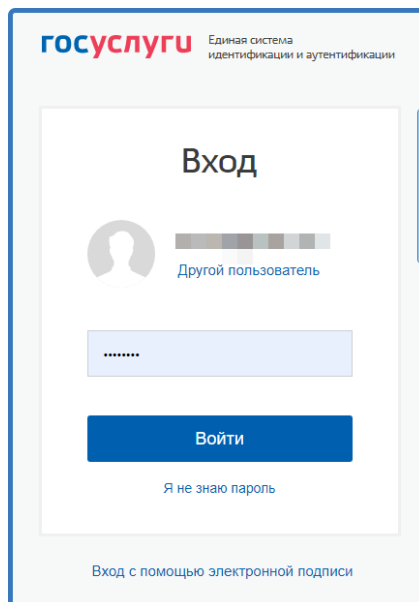 госуслуги
Единая система
идентификации и аутентификации
Вход
Другой пользователь
••••••••
Войти
Я не знаю пароль
Вход с помощью электронной подписи